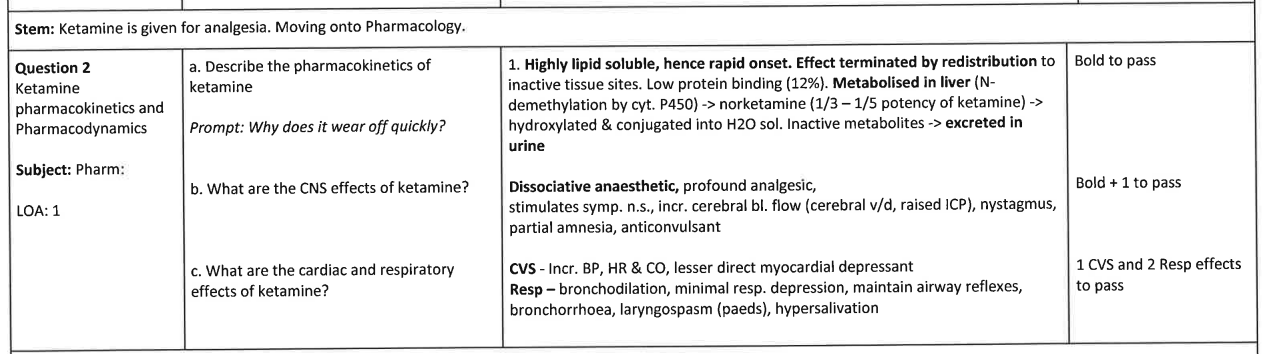 Stem: Ketamine is given for analgesia. Moving onto Pharmacology.
Question 2
Ketamine
pharmacokinetics and
Pharmacodynamics
Subject: Pharm:
LOA: 1
a. Describe the pharmacokinetics of
ketamine
Prompt: Why does it wear off quickly?
1. Highly lipid soluble, hence rapid onset. Effect terminated by redistribution to
inactive tissue sites. Low protein binding (12%). Metabolised in liver (N-
demethylation by cyt. P450) -> norketamine (1/3 – 1/5 potency of ketamine) ->
hydroxylated & conjugated into H2O sol. Inactive metabolites -> excreted in
urine
Bold to pass
b. What are the CNS effects of ketamine?
Dissociative anaesthetic, profound analgesic,
stimulates symp. n.s., incr. cerebral bl. flow (cerebral v/d, raised ICP), nystagmus,
partial amnesia, anticonvulsant
Bold + 1 to pass
c. What are the cardiac and respiratory
effects of ketamine?
CVS - Incr. BP, HR & CO, lesser direct myocardial depressant
Resp – bronchodilation, minimal resp. depression, maintain airway reflexes,
bronchorrhoea, laryngospasm (paeds), hypersalivation
1 CVS and 2 Resp effects
to pass